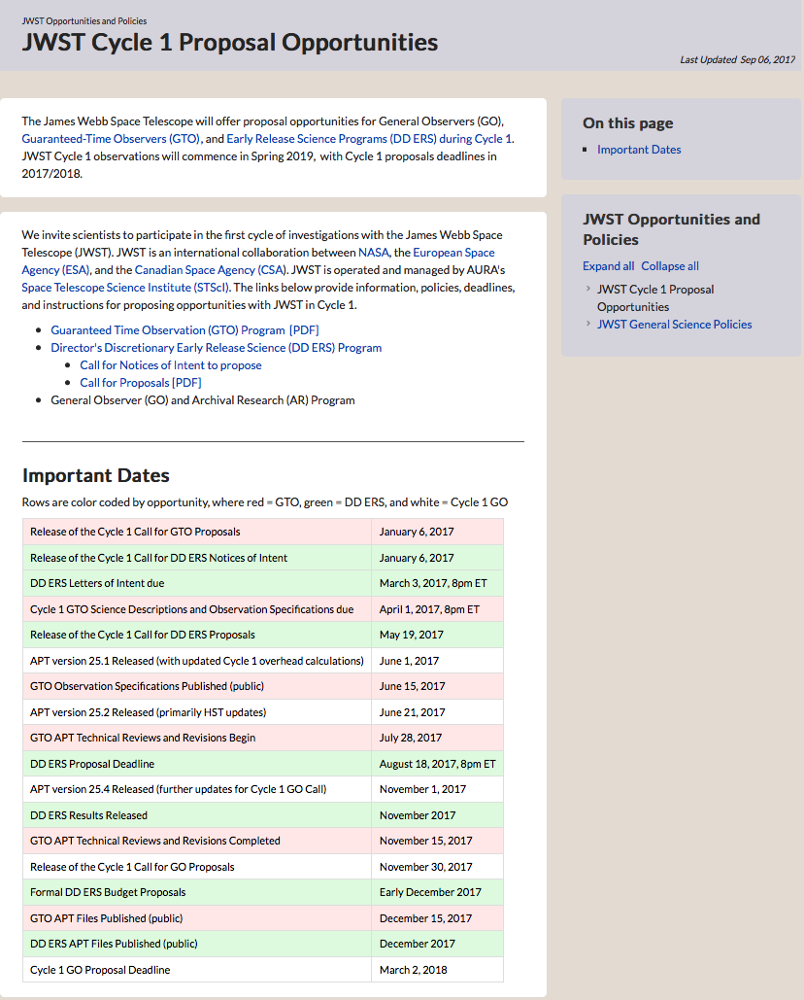 JWST Opportunities and Policies
JWST Cycle 1 Proposal Opportunities
Last Updated Sep 06, 2017
The James Webb Space Telescope will offer proposal opportunities for General Observers (GO),
Guaranteed-Time Observers (GTO), and Early Release Science Programs (DD ERS) during Cycle 1.
JWST Cycle 1 observations will commence in Spring 2019, with Cycle 1 proposals deadlines in
2017/2018.
We invite scientists to participate in the first cycle of investigations with the James Webb Space
Telescope (JWST). JWST is an international collaboration between NASA, the European Space
Agency (ESA), and the Canadian Space Agency (CSA). JWST is operated and managed by AURA's
Space Telescope Science Institute (STScI). The links below provide information, policies, deadlines,
and instructions for proposing opportunities with JWST in Cycle 1.
• Guaranteed Time Observation (GTO) Program [PDF]
• Director's Discretionary Early Release Science (DD ERS) Program
• Call for Notices of Intent to propose
• Call for Proposals [PDF]
• General Observer (GO) and Archival Research (AR) Program
Important Dates
Rows are color coded by opportunity, where red = GTO, green = DD ERS, and white = Cycle 1 GO
Release of the Cycle 1 Call for GTO Proposals January 6, 2017
Release of the Cycle 1 Call for DD ERS Notices of Intent January 6, 2017
DD ERS Letters of Intent due March 3, 2017, 8pm ET
Cycle 1 GTO Science Descriptions and Observation Specifications due April 1, 2017, 8pm ET
Release of the Cycle 1 Call for DD ERS Proposals May 19, 2017
APT version 25.1 Released (with updated Cycle 1 overhead calculations) June 1, 2017
GTO Observation Specifications Published (public) June 15, 2017
APT version 25.2 Released (primarily HST updates) June 21, 2017
GTO APT Technical Reviews and Revisions Begin July 28, 2017
DD ERS Proposal Deadline August 18, 2017, 8pm ET
APT version 25.4 Released (further updates for Cycle 1 GO Call) November 1, 2017
DD ERS Results Released November 2017
GTO APT Technical Reviews and Revisions Completed November 15, 2017
Release of the Cycle 1 Call for GO Proposals November 30, 2017
Formal DD ERS Budget Proposals Early December 2017
GTO APT Files Published (public) December 15, 2017
DD ERS APT Files Published (public) December 2017
Cycle 1 GO Proposal Deadline March 2, 2018
On this page
▪ Important Dates
JWST Opportunities and
Policies
Expand all Collapse all
› JWST Cycle 1 Proposal
Opportunities
› JWST General Science Policies